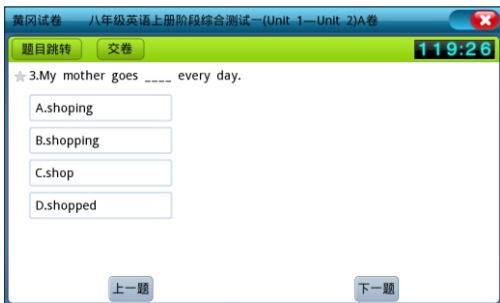 黄冈试卷 八年级英语上册阶段综合测试一(Unit 1—Unit 2)A卷
题目跳转 交卷 119:26
3.My mother goes ____ every day.
A.shoping
B.shopping
C.shop
D.shopped
上一题 下一题